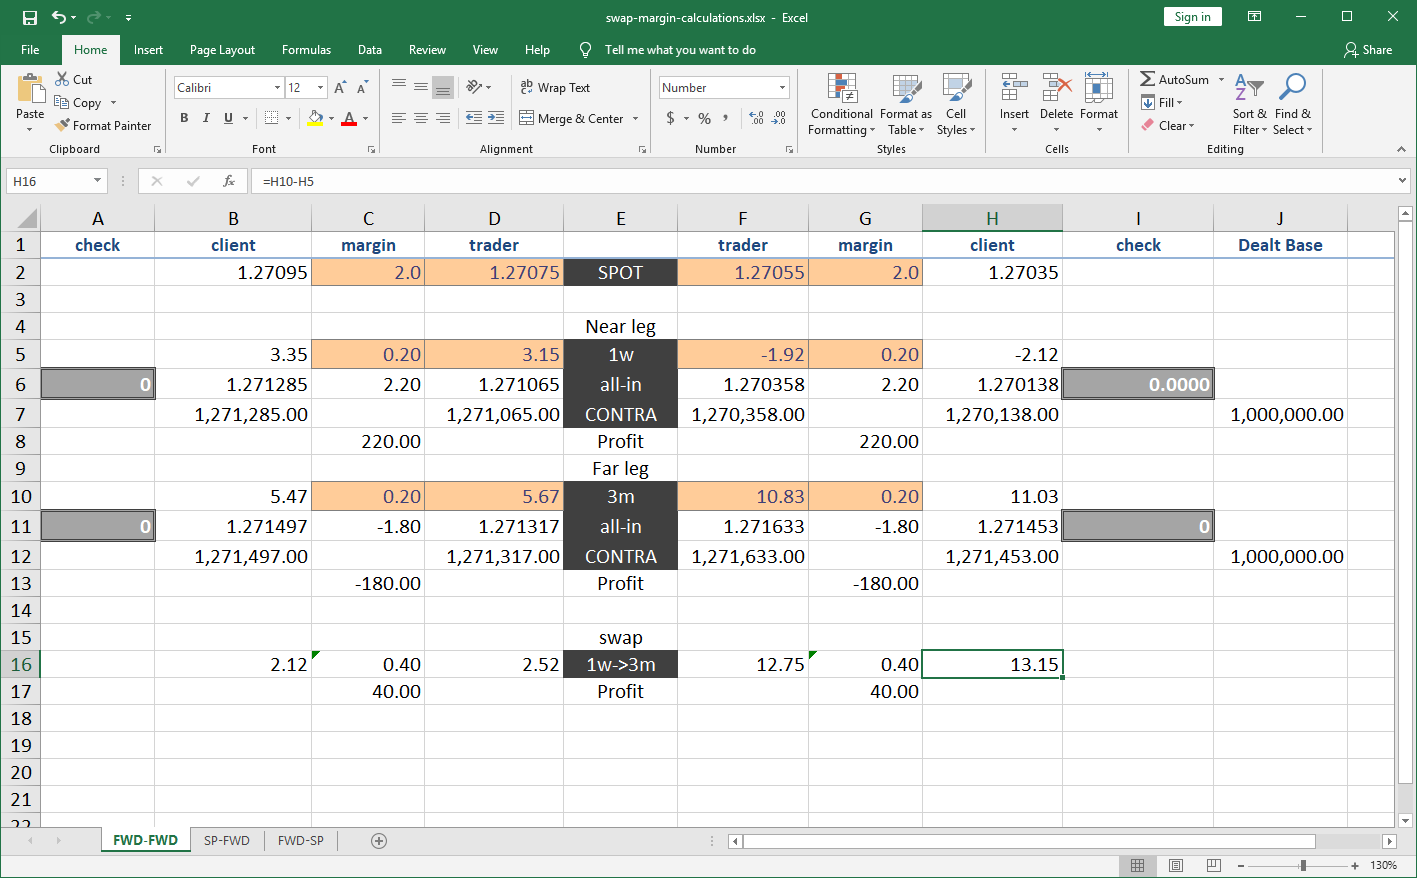 swap-margin-calculations.xlsx - Excel
Sign in
File Home Insert Page Layout Formulas Data Review View Help Tell me what you want to do Share
Paste
Cut
Copy
Format Painter
Clipboard
Calibri 12
B I U A
Font
Wrap Text
Merge & Center
Alignment
Number
$ % ,
Number
Conditional Formatting
Format as Table
Cell Styles
Styles
Insert Delete Format
Cells
AutoSum
Fill
Clear
Sort & Filter
Find & Select
Editing
H16 fx =H10-H5
A B C D E F G H I J
1 check client margin trader trader margin client check Dealt Base
2 1.27095 2.0 1.27075 SPOT 1.27055 2.0 1.27035
3
4 Near leg
5 3.35 0.20 3.15 1w -1.92 0.20 -2.12
6 0 1.271285 2.20 1.271065 all-in 1.270358 2.20 1.270138 0.0000
7 1,271,285.00 1,271,065.00 CONTRA 1,270,358.00 1,270,138.00 1,000,000.00
8 220.00 Profit 220.00
9 Far leg
10 5.47 0.20 5.67 3m 10.83 0.20 11.03
11 0 1.271497 -1.80 1.271317 all-in 1.271633 -1.80 1.271453 0
12 1,271,497.00 1,271,317.00 CONTRA 1,271,633.00 1,271,453.00 1,000,000.00
13 -180.00 Profit -180.00
14
15 swap
16 2.12 0.40 2.52 1w->3m 12.75 0.40 13.15
17 40.00 Profit 40.00
18
19
20
21
22
FWD-FWD SP-FWD FWD-SP
130%